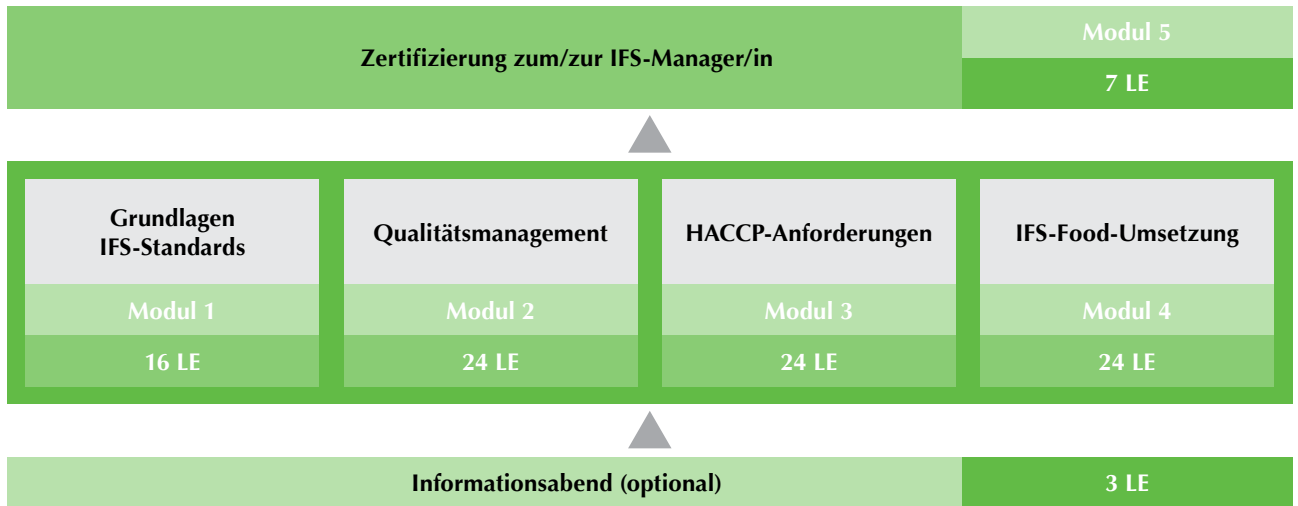 Zertifizierung zum/zur IFS-Manager/in
Modul 5
7 LE
Grundlagen
IFS-Standards
Modul 1
16 LE
Qualitätsmanagement
Modul 2
24 LE
HACCP-Anforderungen
Modul 3
24 LE
IFS-Food-Umsetzung
Modul 4
24 LE
Informationsabend (optional)
3 LE